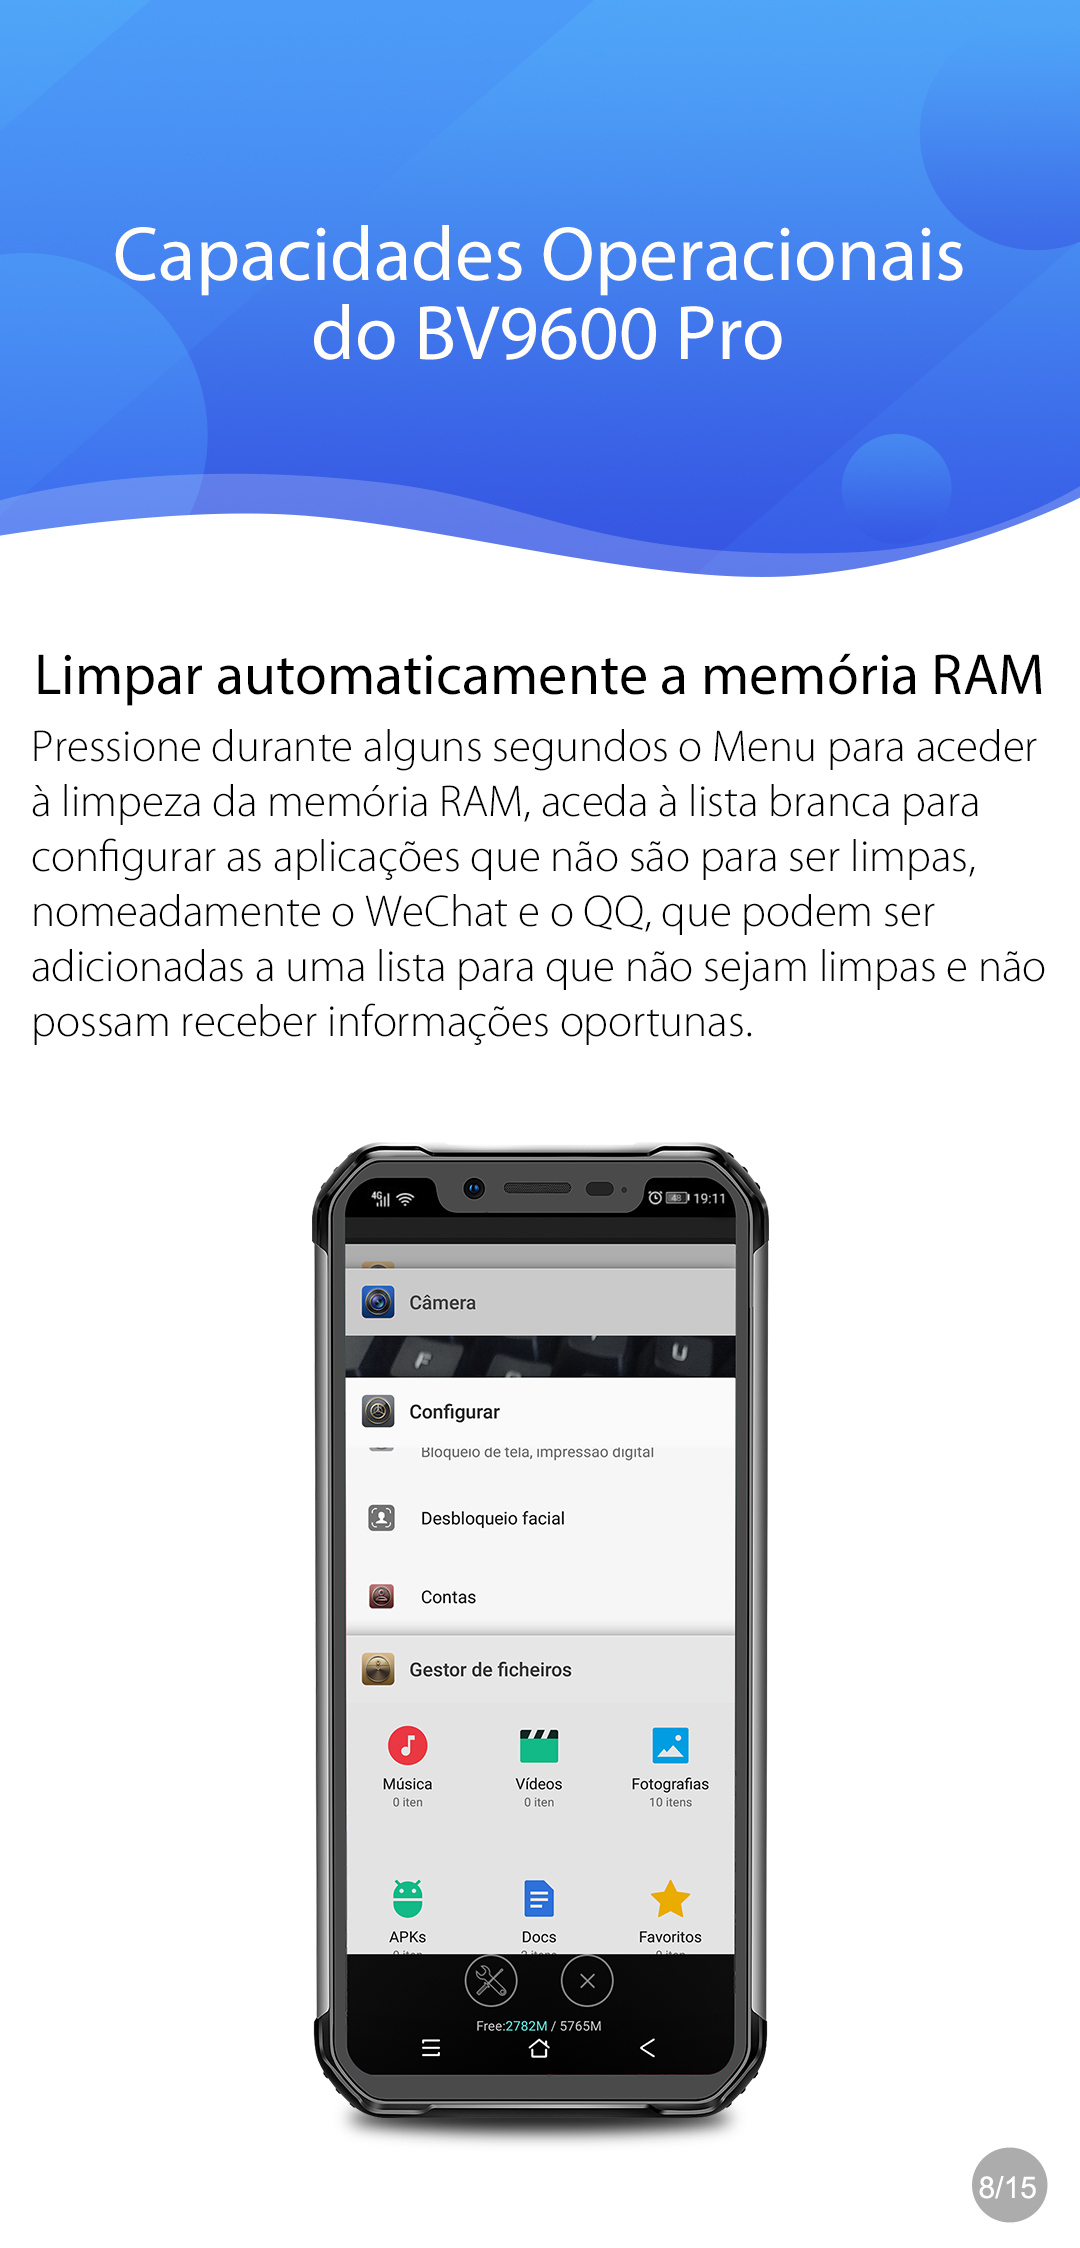 Capacidades Operacionais
do BV9600 Pro
Limpar automaticamente a memória RAM
Pressione durante alguns segundos o Menu para aceder
à limpeza da memória RAM, aceda à lista branca para
configurar as aplicações que não são para ser limpas,
nomeadamente o WeChat e o QQ, que podem ser
adicionadas a uma lista para que não sejam limpas e não
possam receber informações oportunas.
4G 48 19:11
Câmera
F U
Configurar
Bloqueio de tela, impressão digital
Desbloqueio facial
Contas
Gestor de ficheiros
Música Vídeos Fotografias
0 iten 0 iten 10 itens
APKs Docs Favoritos
Free:2782M / 5765M
8/15